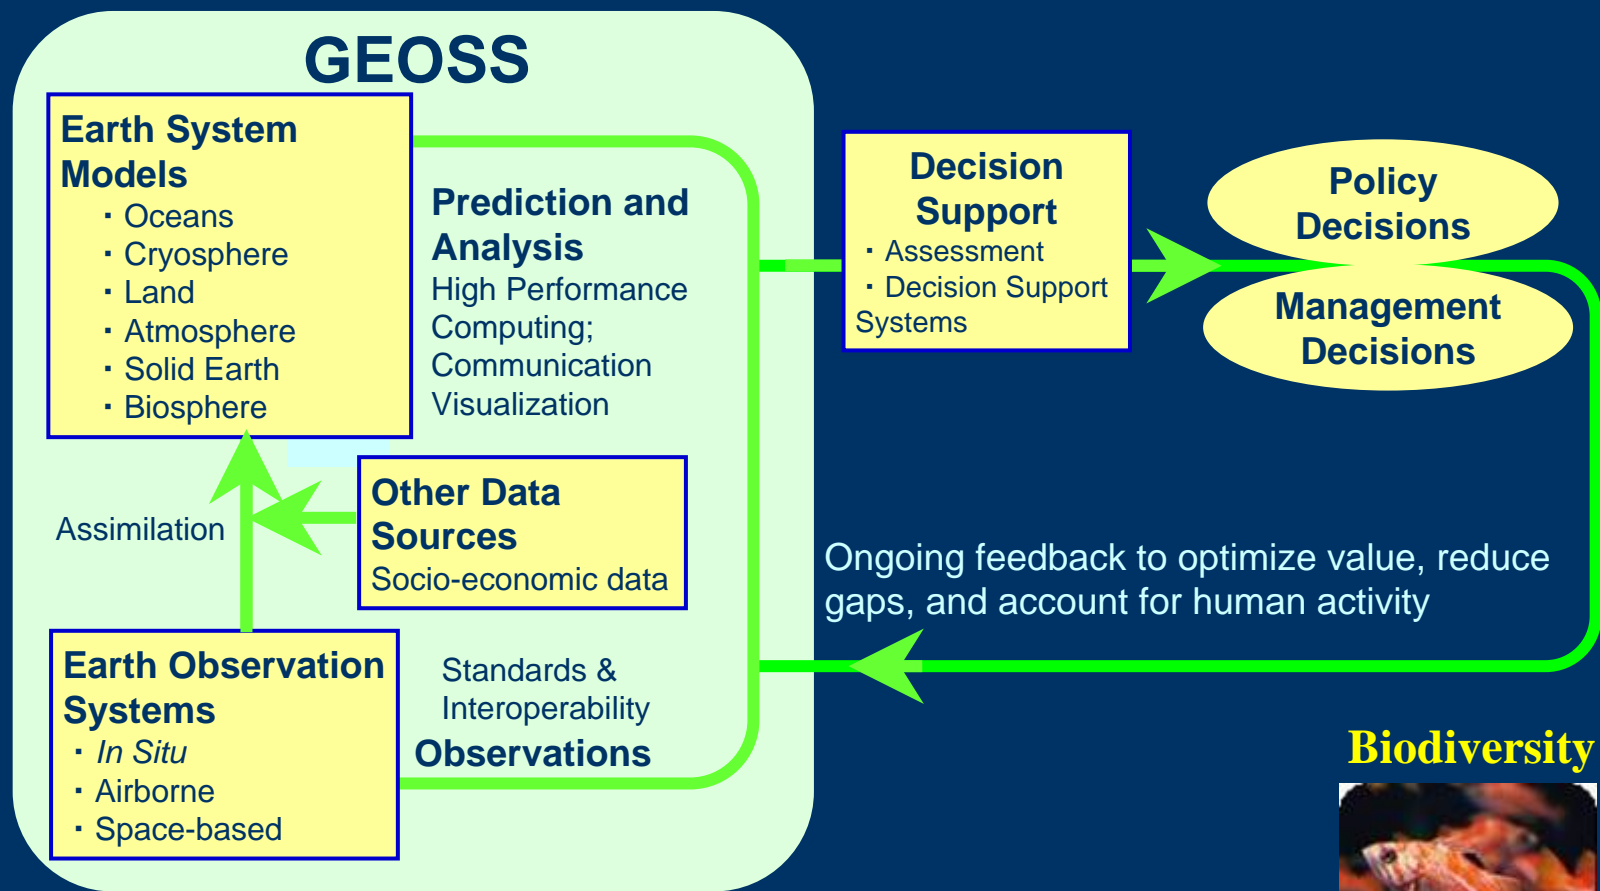 GEOSS
Earth System
Models
・Oceans
・Cryosphere
・Land
・Atmosphere
・Solid Earth
・Biosphere
Prediction and
Analysis
High Performance
Computing;
Communication
Visualization
Other Data
Sources
Socio-economic data
Assimilation
Earth Observation
Systems
・In Situ
・Airborne
・Space-based
Standards &
Interoperability
Observations
Decision
Support
・Assessment
・Decision Support
Systems
Policy
Decisions
Management
Decisions
Ongoing feedback to optimize value, reduce
gaps, and account for human activity
Biodiversity